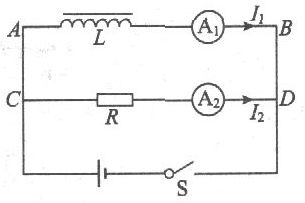 A L A₁ I₁ B
C R A₂ I₂ D
S